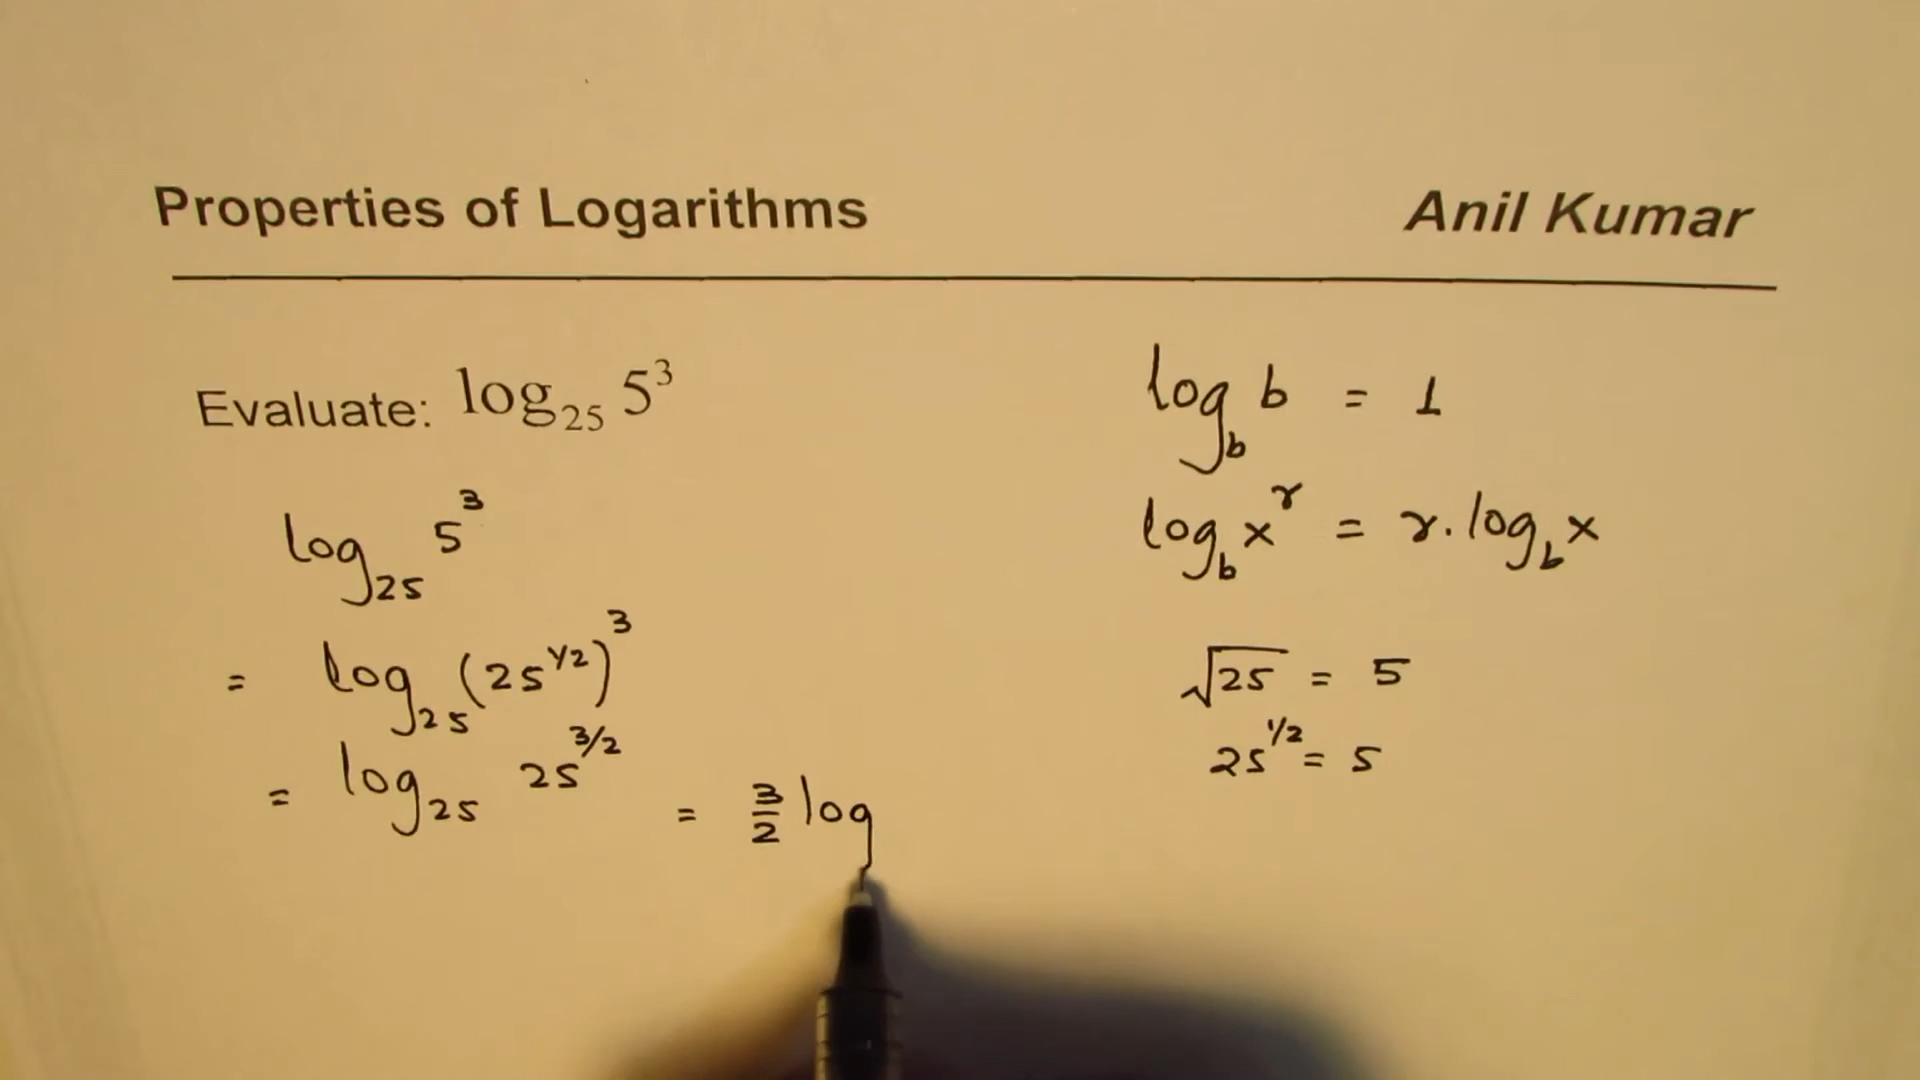 Properties of Logarithms Anil Kumar
Evaluate: log₂₅ 5³
log_b b = 1
log₂₅ 5³
log_b x^r = r. log_b x
= log₂₅ (25^1/2)³
√25 = 5
25^1/2 = 5
= log₂₅ 25^3/2 = 3/2 log